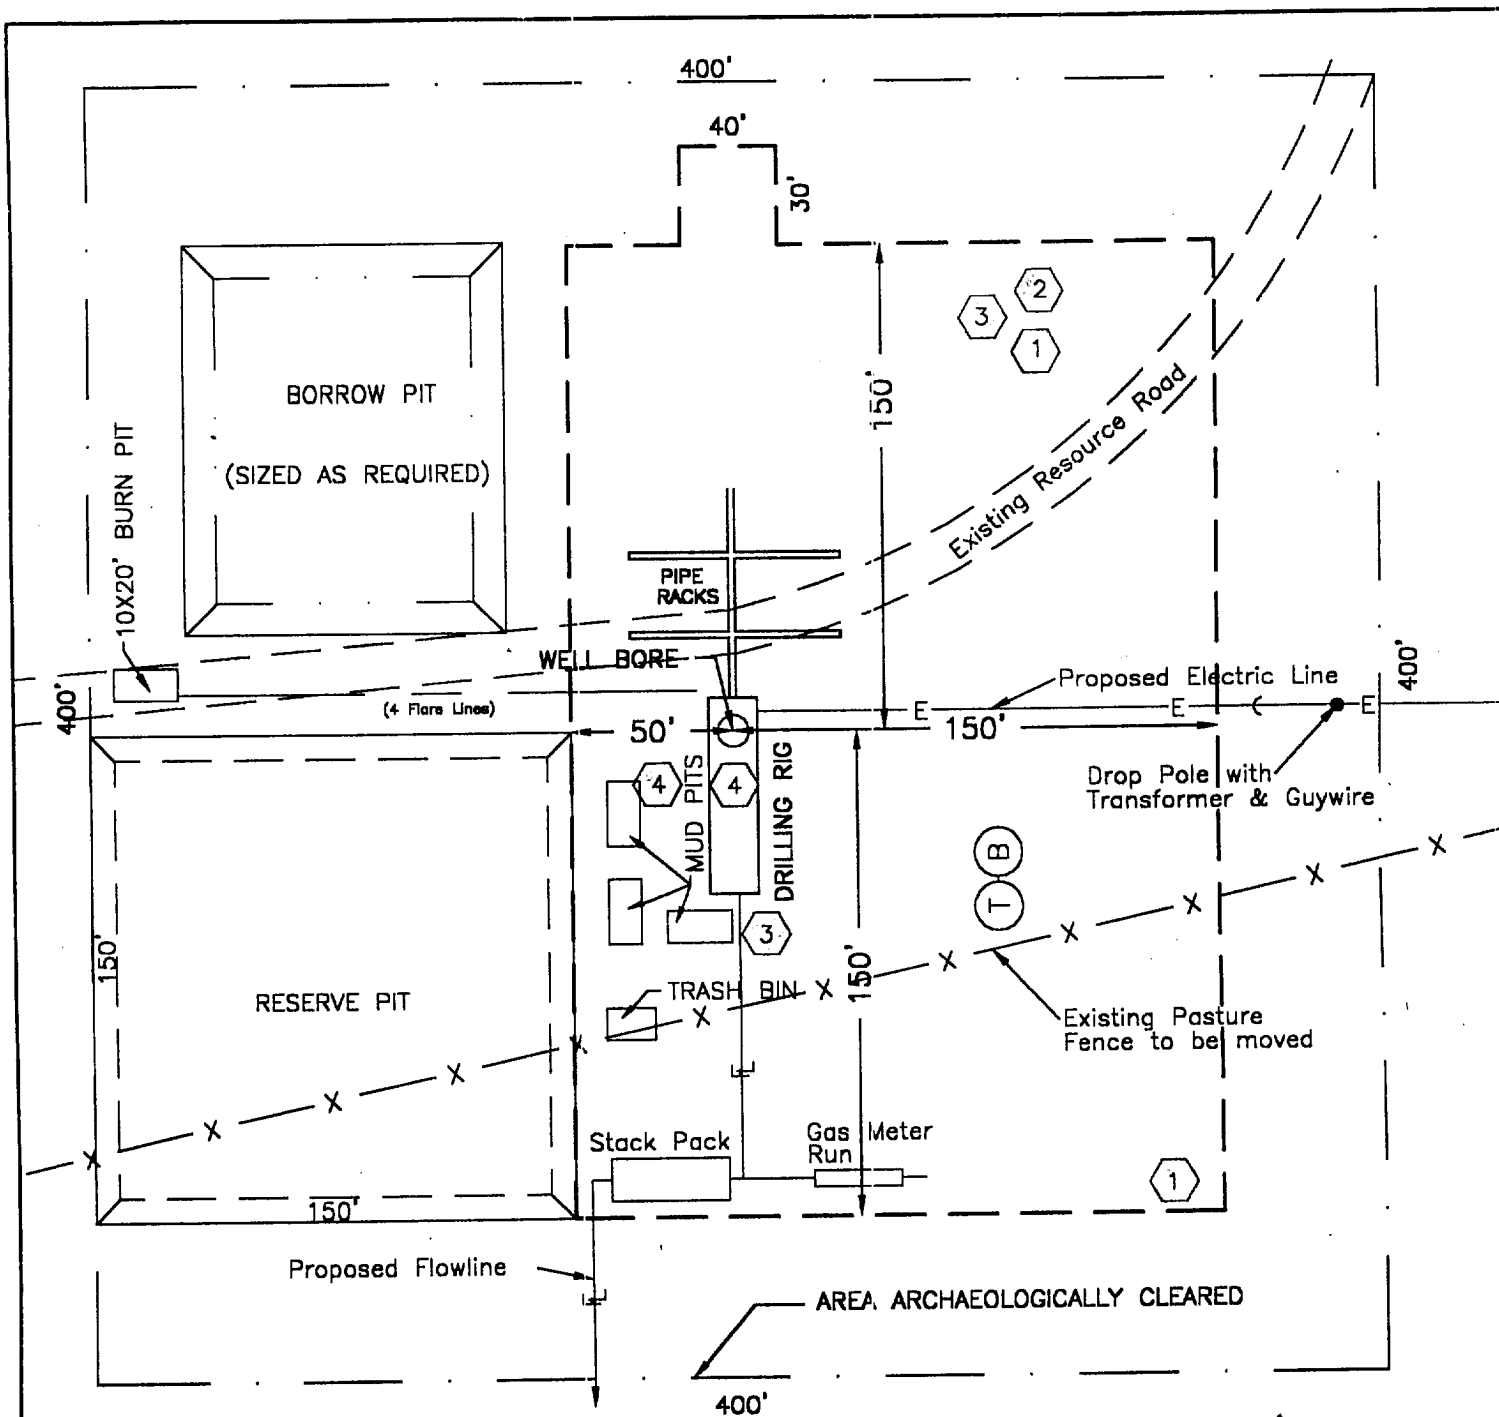 400'
40'
30'
2
3
1
150'
BORROW PIT
(SIZED AS REQUIRED)
10X20' BURN PIT
Existing Resource Road
PIPE
RACKS
WELL BORE
400'
(4 Flare Lines)
Proposed Electric Line
400'
E
E
E
50'
150'
MUD PITS
4
4
DRILLING RIG
Drop Pole with
Transformer & Guywire
B
T
3
150'
150'
RESERVE PIT
TRASH BIN
X
X
X
X
X
X
X
X
X
X
X
X
Existing Pasture
Fence to be moved
Stack Pack
Gas Meter
Run
1
150'
Proposed Flowline
AREA ARCHAEOLOGICALLY CLEARED
400'